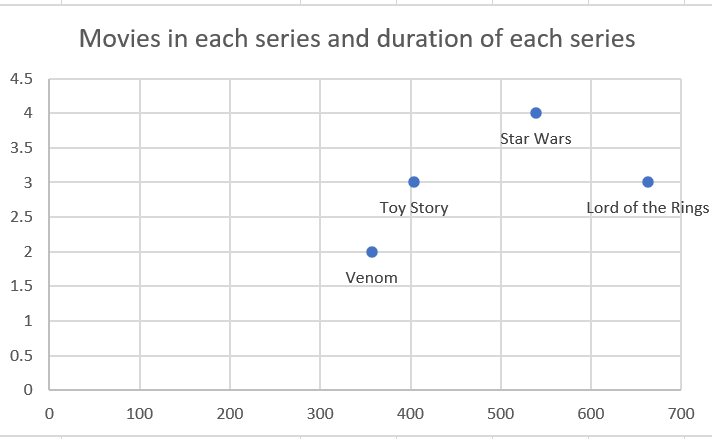 Movies in each series and duration of each series
4.5
4
Star Wars
3.5
3
Toy Story
Lord of the Rings
2.5
2
Venom
1.5
1
0.5
0
0 100 200 300 400 500 600 700